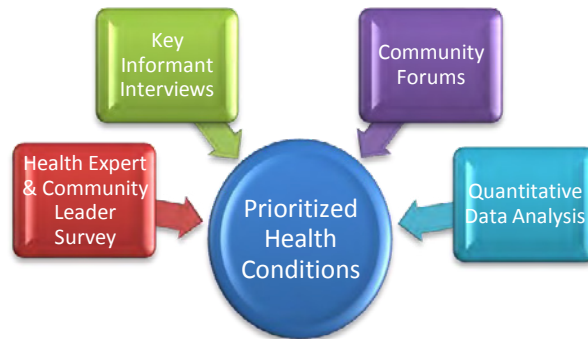 Key
Informant
Interviews
Community
Forums
Health Expert
& Community
Leader
Survey
Prioritized
Health
Conditions
Quantitative
Data Analysis